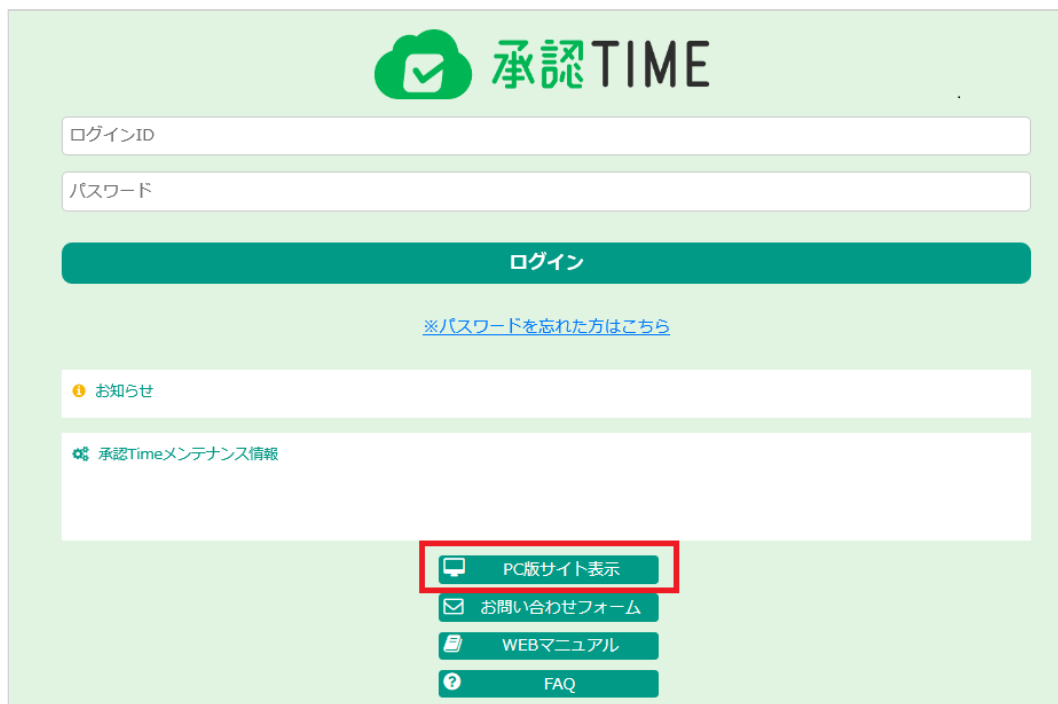 承認TIME
ログインID
パスワード
ログイン
※パスワードを忘れた方はこちら
お知らせ
承認Timeメンテナンス情報
PC版サイト表示
お問い合わせフォーム
WEBマニュアル
FAQ